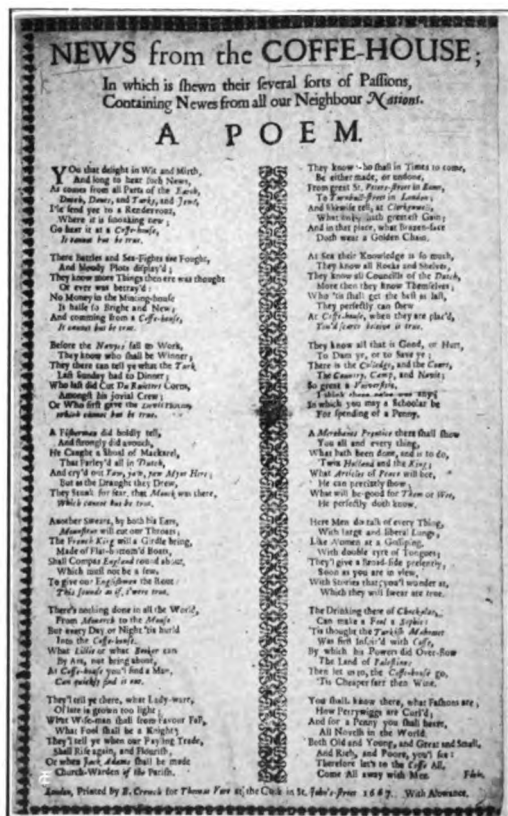 NEWS from the COFFE-HOUSE;
In which is shewn their several sorts of Passions,
Containing Newes from all our Neighbour Nations.
A POEM.
YOu that delight in Wit and Mirth,
And long to hear such News,
As comes from all Parts of the Earth,
Dutch, Danes, and Turks, and Jews,
I'le send yee to a Rendezvouz,
Where it is smoaking new;
Go hear it at a Coffe-house,
It cannot but be true.
There Battles and Sea-Fights are Fought,
And bloudy Plots display'd;
They know more Things then ere was thought
Or ever was betray'd:
No Money in the Minting-house
Is halfe so Bright and New;
And comming from a Coffe-house,
It cannot but be true.
Before the Navyes fall to Work,
They know who shall be Winner;
They there can tell ye what the Turk
Last Sunday had to Dinner;
Who last did Cut Du Ruitters Corns,
Amongst his jovial Crew;
Or Who first gave the
which cannot but be true.
A Fisherman did boldly tell,
And strongly did avouch,
He Caught a Shoal of Mackarel,
That Parley'd all in Dutch,
And cry'd out Yaw, yaw, yaw Myne Here;
But as the Draught they Drew,
They Stunk for fear, that Monck was there,
Which cannot but be true.
Another Swears, by both his Ears,
Mounsieur will cut our Throats;
The French King will a Girdle bring,
Made of Flat-bottom'd Boats,
Shall Compas England round about,
Which must not be a few,
To give our Englishmen the Rout:
This sounds as if, t'were true.
There's nothing done in all the World,
From Monarch to the Mouse
But every Day or Night 'tis hurl'd
Into the Coffe-house.
What Lillie or what Booker can
By Art, not bring about,
At Coffe-house you'l find a Man,
Can quickly find it out.
They'l tell ye there, what Lady-ware,
Of late is grown too light;
What Wise-man shall from Favour Fall,
What Fool shall be a Knight;
They'l tell ye when our Fayling Trade,
Shall Rise again, and Flourish,
Or when Jack Adams shall be made
Church-Warden of the Parish.
They know who shall in Times to come,
Be either made, or undone,
From great St. Peters-street in Rome,
To Turnbull-street in London;
And likewise tell, at Clerkenwell,
What hath greatest Gain;
And in that place, what Brazen-face
Doth wear a Golden Chain.
At Sea their Knowledge is so much,
They know all Rocks and Shelves,
They know all Councills of the Dutch,
More then they know Themselves;
Who 'tis shall get the best at last,
They perfectly can shew
At Coffe-house, when they are plac'd,
You'd scarce believe it true.
They know all that is Good, or Hurt,
To Dam ye, or to Save ye;
There is the Colledge, and the Court,
The Country, Camp, and Navie;
So great a Vniversitie,
I think there nere was any;
In which you may a Schoolar be
For spending of a Penny.
A Merchants Prentice there shall show
You all and every thing,
What hath been done, and is to do,
Twixt Holland and the King;
What Articles of Peace will bee,
He can precisely show;
What will be good for Them or Wee,
He perfectly doth know.
Here Men do talk of every Thing,
With large and liberal Lungs,
Like Women at a Gossiping,
With double tyre of Tongues;
They'l give a Broad-side presently,
Soon as you are in view,
With Stories that, you'l wonder at,
Which they will swear are true.
The Drinking there of Chockalat,
Can make a Fool a Sophie:
'Tis thought the Turkish Mahomet
Was first Inspir'd with Coffe,
By which his Powers did Over-flow
The Land of Palestine:
Then let us to, the Coffe-house go,
'Tis Cheaper farr then Wine.
You shall know there, what Fashons are;
How Perrywiggs are Curl'd;
And for a Penny you shall heare,
All Novells in the World.
Both Old and Young, and Great and Small,
And Rich, and Poore, you'l see:
Therefore let's to the Coffe All,
Come All away with Mee. Finis.
London, Printed by E. Crowch for Thomas Vere at the Cock in St. John's-street 1667. With Alowance.